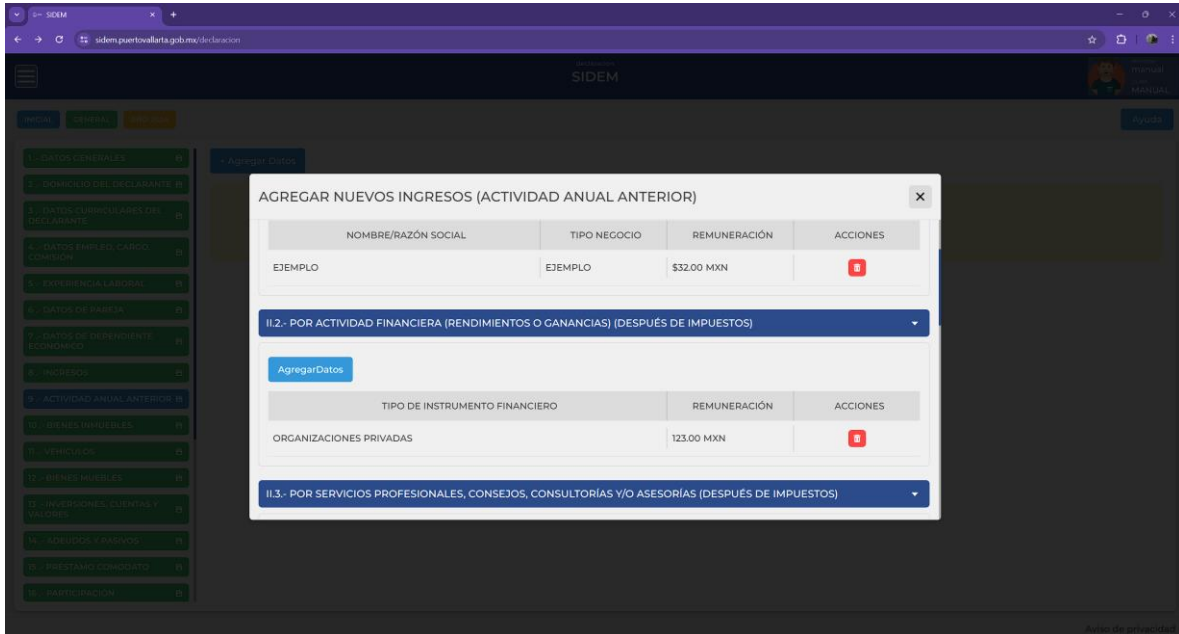 SIDEM
sidem.puertovallarta.gob.mx/declaracion
SIDEM
manual
MANUAL
INICIAL
GENERAL
Ayuda
+ Agregar Datos
1.- DATOS GENERALES
2.- DOMICILIO DEL DECLARANTE
3.- DATOS CURRICULARES DEL
DECLARANTE
4.- DATOS EMPLEO, CARGO,
COMISIÓN
5.- EXPERIENCIA LABORAL
6.- DATOS DE PAREJA
7.- DATOS DE DEPENDIENTE
ECONÓMICO
8.- INGRESOS
9.- ACTIVIDAD ANUAL ANTERIOR
10.- BIENES INMUEBLES
11.- VEHÍCULOS
12.- BIENES MUEBLES
13.- INVERSIONES, CUENTAS Y
VALORES
14.- ADEUDOS Y PASIVOS
15.- PRÉSTAMO COMODATO
16.- PARTICIPACIÓN
AGREGAR NUEVOS INGRESOS (ACTIVIDAD ANUAL ANTERIOR)
NOMBRE/RAZÓN SOCIAL TIPO NEGOCIO REMUNERACIÓN ACCIONES
EJEMPLO EJEMPLO $32.00 MXN
II.2.- POR ACTIVIDAD FINANCIERA (RENDIMIENTOS O GANANCIAS) (DESPUÉS DE IMPUESTOS)
AgregarDatos
TIPO DE INSTRUMENTO FINANCIERO REMUNERACIÓN ACCIONES
ORGANIZACIONES PRIVADAS 123.00 MXN
II.3.- POR SERVICIOS PROFESIONALES, CONSEJOS, CONSULTORÍAS Y/O ASESORÍAS (DESPUÉS DE IMPUESTOS)
Aviso de privacidad